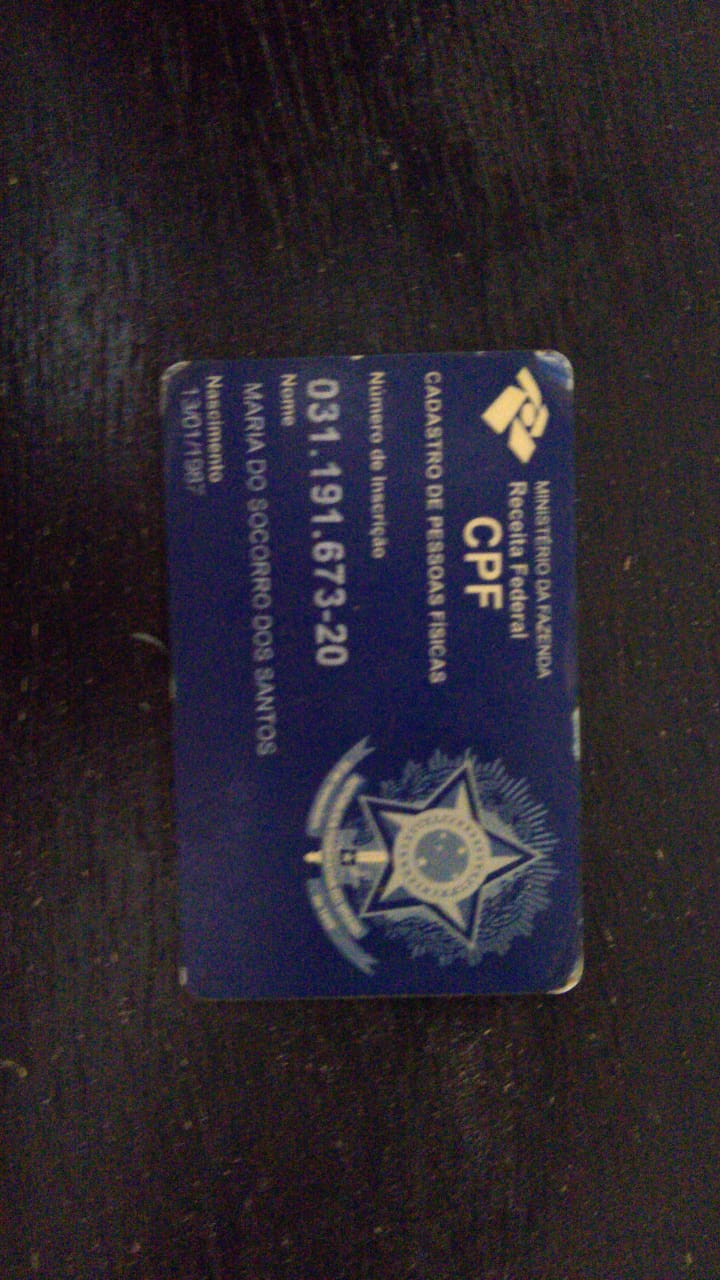 MINISTÉRIO DA FAZENDA
Receita Federal
CPF
CADASTRO DE PESSOAS FÍSICAS
Número de Inscrição
031.191.673-20
Nome
MARIA DO SOCORRO DOS SANTOS
Nascimento
13/01/1987